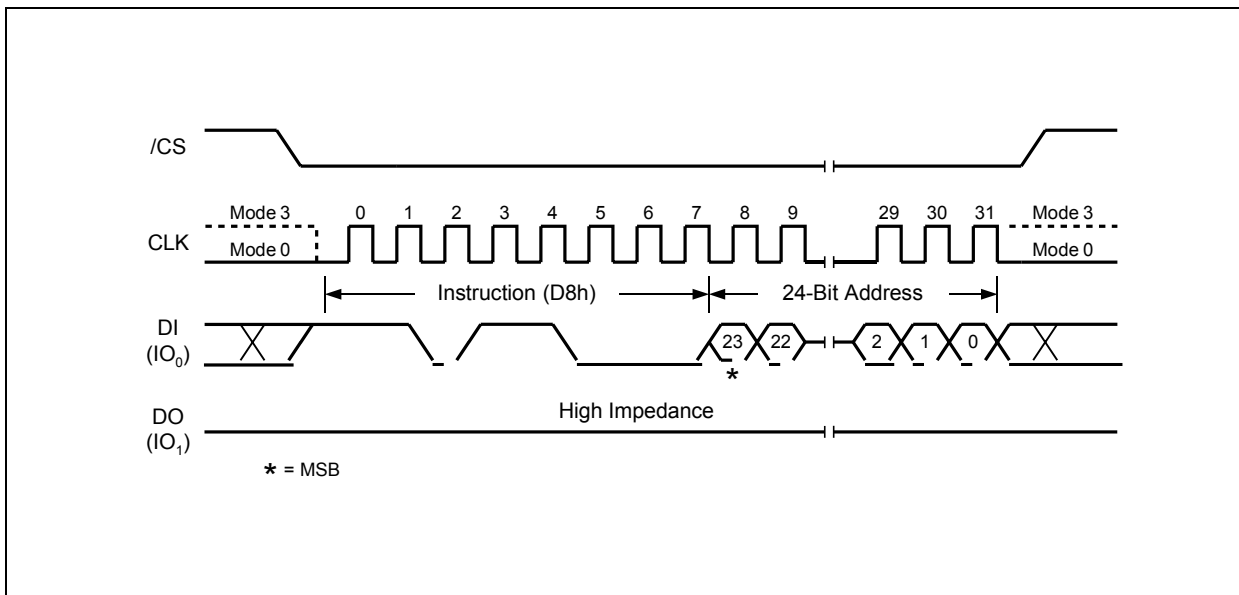 /CS
Mode 3 0 1 2 3 4 5 6 7 8 9 29 30 31 Mode 3
CLK Mode 0 Mode 0
Instruction (D8h) 24-Bit Address
DI
(IO₀) 23 22 2 1 0
*
High Impedance
DO
(IO₁)
* = MSB